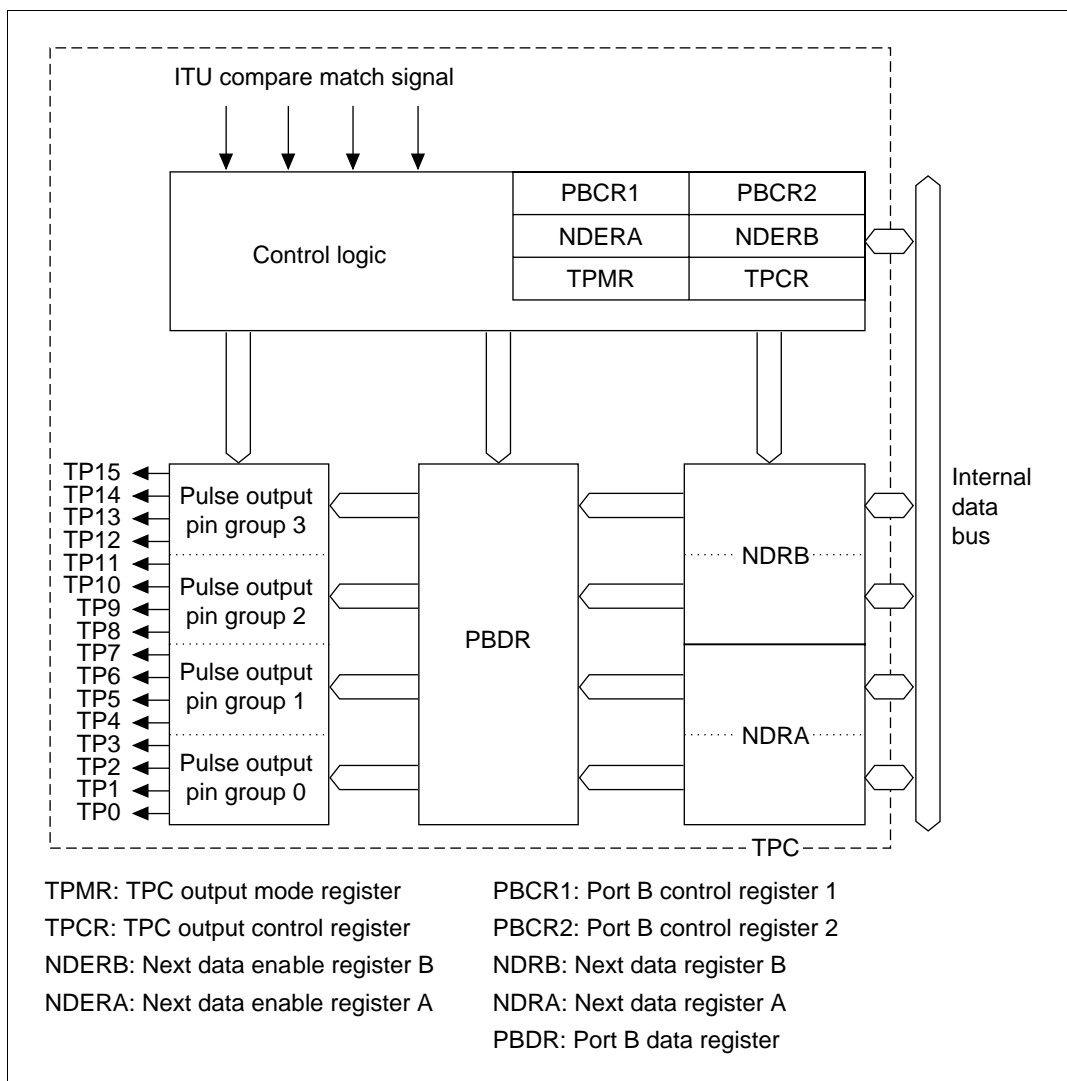 ITU compare match signal
PBCR1
PBCR2
Control logic
NDERA
NDERB
TPMR
TPCR
TP15
TP14
TP13
TP12
TP11
TP10
TP9
TP8
TP7
TP6
TP5
TP4
TP3
TP2
TP1
TP0
Pulse output
pin group 3
Pulse output
pin group 2
Pulse output
pin group 1
Pulse output
pin group 0
PBDR
NDRB
NDRA
Internal
data
bus
TPC
TPMR: TPC output mode register
TPCR: TPC output control register
NDERB: Next data enable register B
NDERA: Next data enable register A
PBCR1: Port B control register 1
PBCR2: Port B control register 2
NDRB: Next data register B
NDRA: Next data register A
PBDR: Port B data register